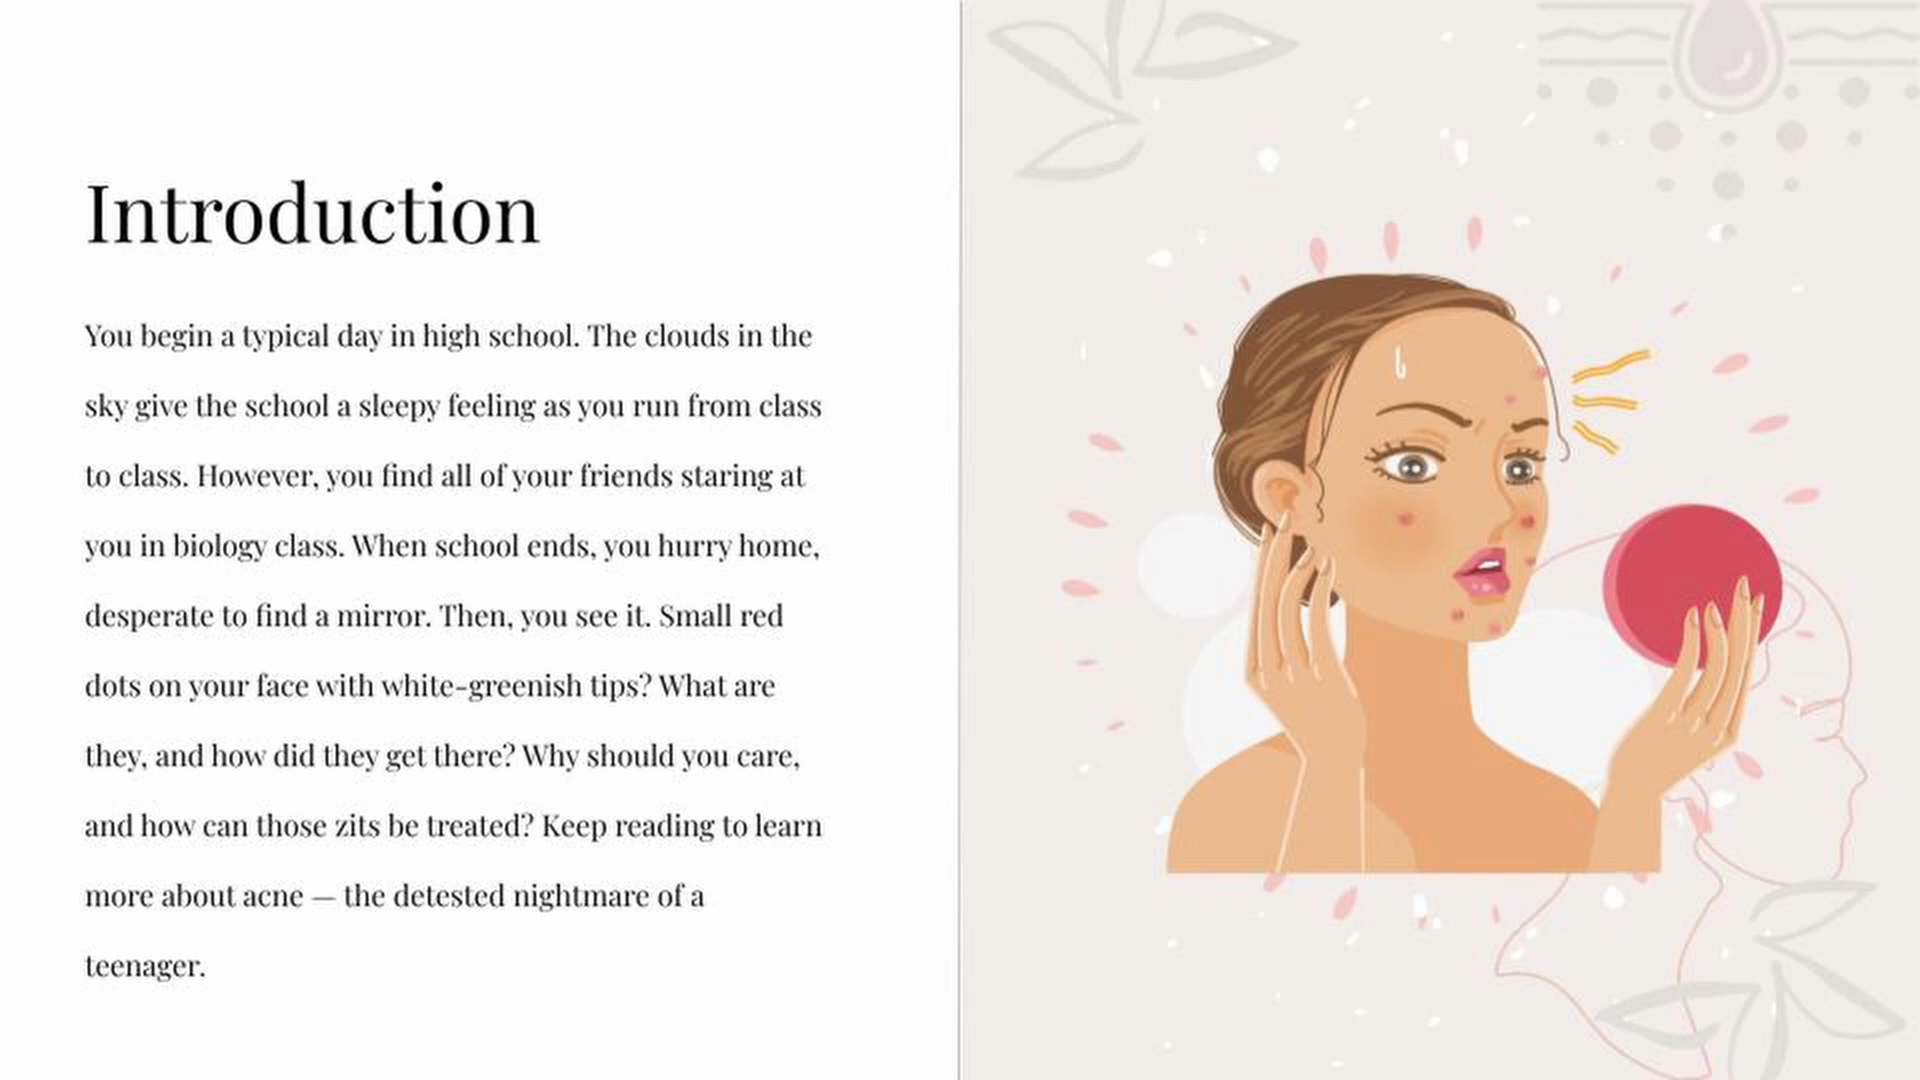 Introduction
You begin a typical day in high school. The clouds in the
sky give the school a sleepy feeling as you run from class
to class. However, you find all of your friends staring at
you in biology class. When school ends, you hurry home,
desperate to find a mirror. Then, you see it. Small red
dots on your face with white-greenish tips? What are
they, and how did they get there? Why should you care,
and how can those zits be treated? Keep reading to learn
more about acne — the detested nightmare of a
teenager.